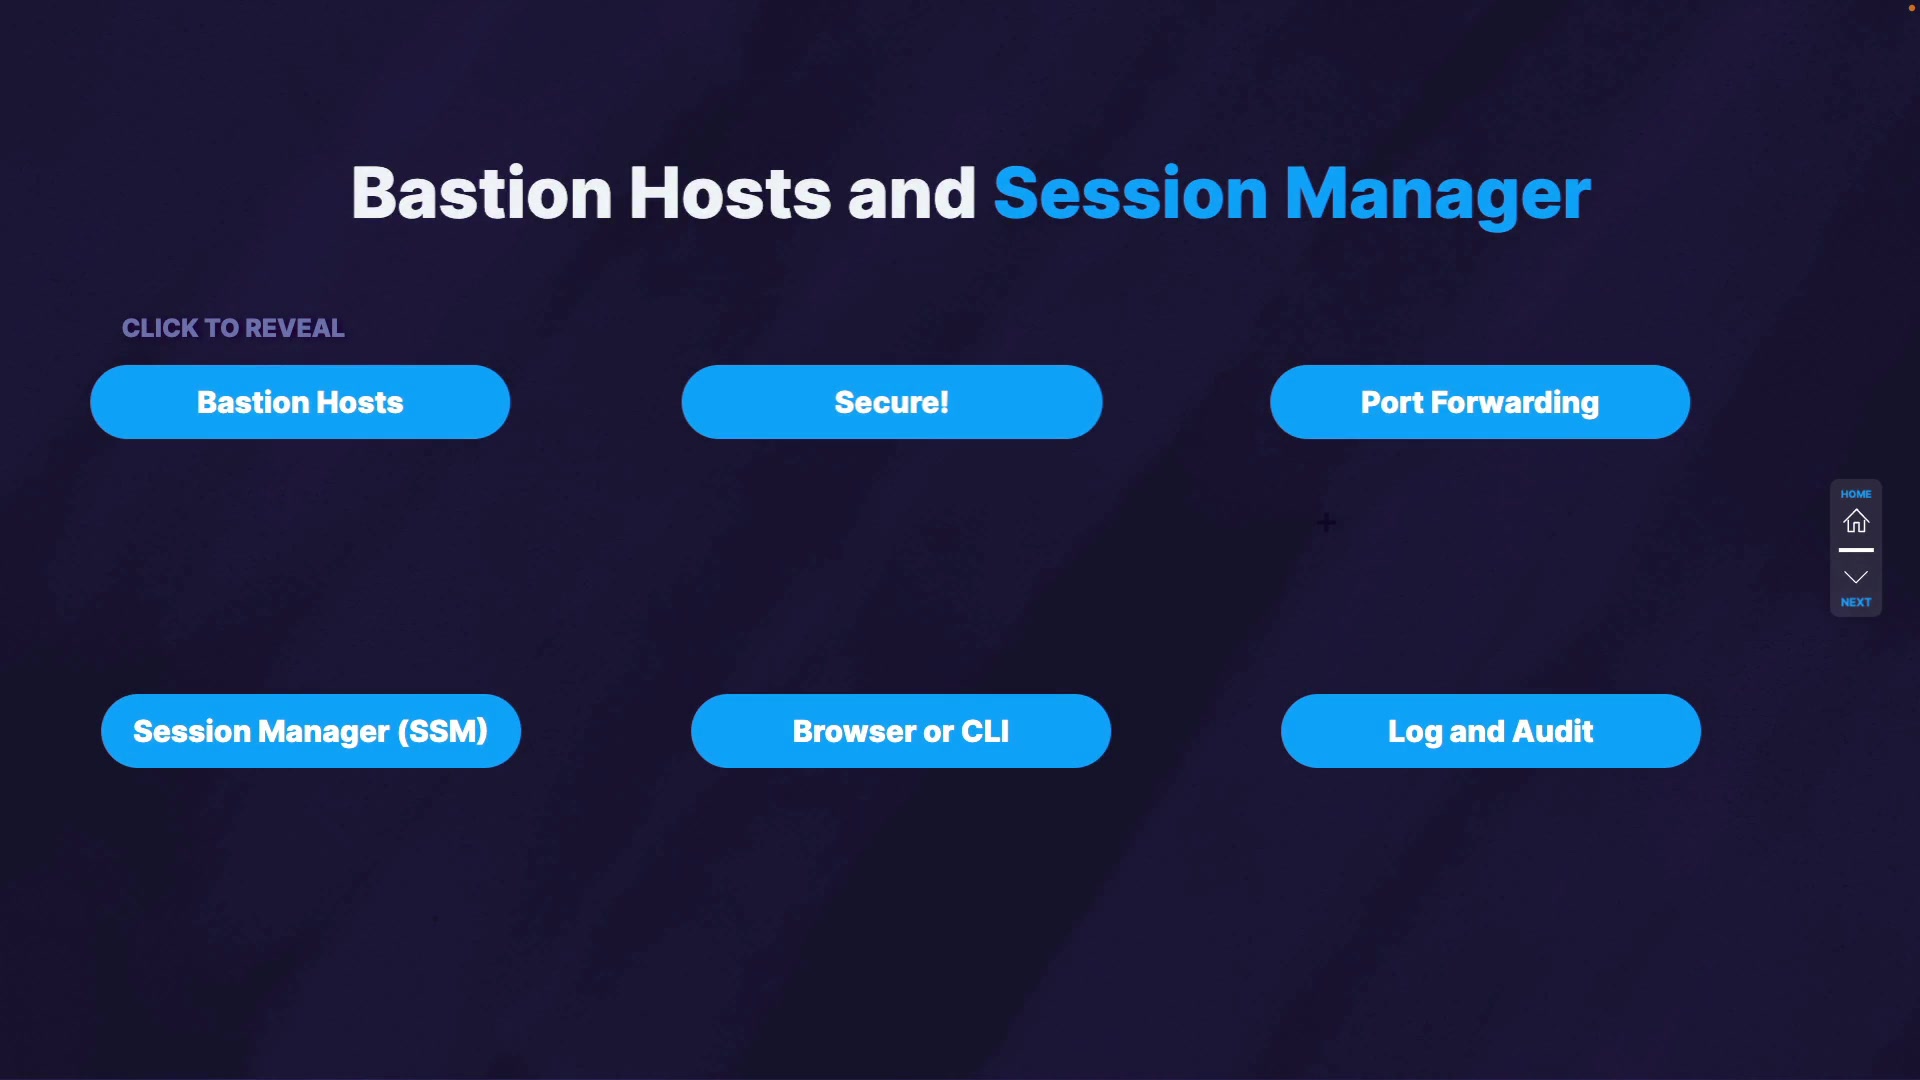 Bastion Hosts and Session Manager
CLICK TO REVEAL
Bastion Hosts
Secure!
Port Forwarding
HOME
NEXT
Session Manager (SSM)
Browser or CLI
Log and Audit